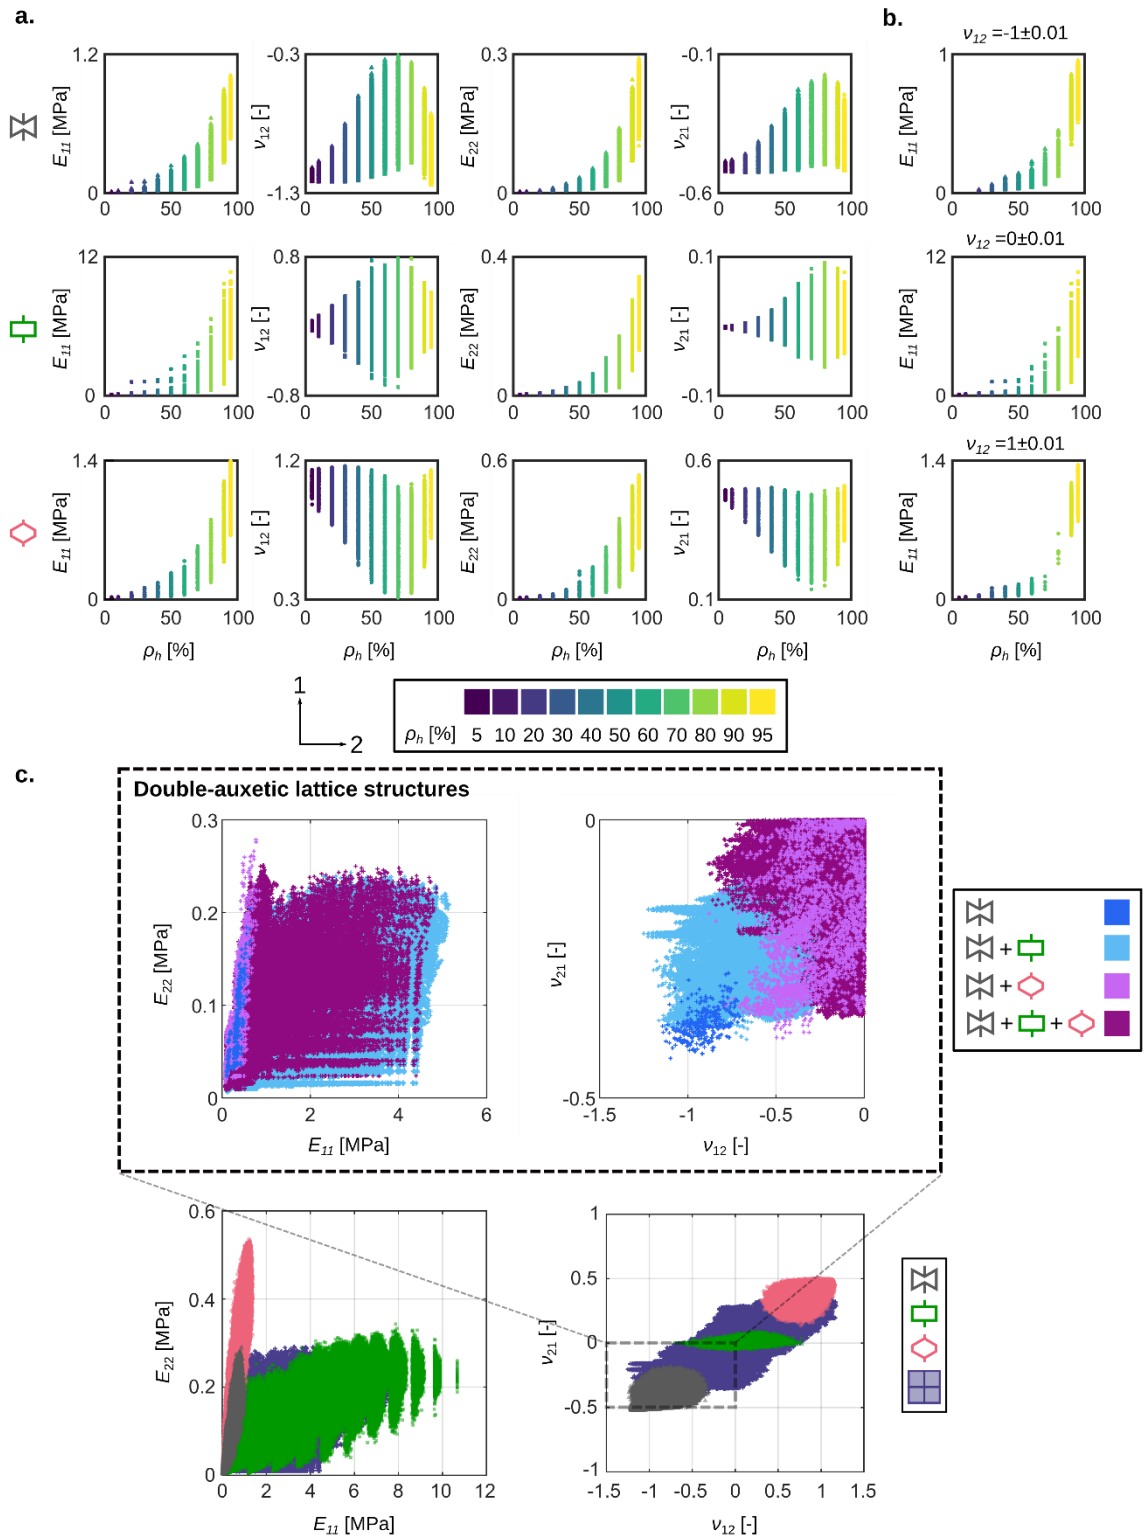 a.
b.
ν12 =-1±0.01
1.2
0
E11 [MPa]
0 50 100
-0.3
-1.3
ν12 [-]
0 50 100
0.3
0
E22 [MPa]
0 50 100
-0.1
-0.6
ν21 [-]
0 50 100
1
0
E11 [MPa]
0 50 100
ν12 =0±0.01
12
0
E11 [MPa]
0 50 100
0.8
-0.8
ν12 [-]
0 50 100
0.4
0
E22 [MPa]
0 50 100
0.1
-0.1
ν21 [-]
0 50 100
12
0
E11 [MPa]
0 50 100
ν12 =1±0.01
1.4
0
E11 [MPa]
0 50 100
ρh [%]
1.2
0.3
ν12 [-]
0 50 100
ρh [%]
0.6
0
E22 [MPa]
0 50 100
ρh [%]
0.6
0.1
ν21 [-]
0 50 100
ρh [%]
1.4
0
E11 [MPa]
0 50 100
ρh [%]
1
2
ρh [%] 5 10 20 30 40 50 60 70 80 90 95
c.
Double-auxetic lattice structures
0.3
0.2
0.1
0
E22 [MPa]
0 2 4 6
E11 [MPa]
0
-0.5
ν21 [-]
-1.5 -1 -0.5 0
ν12 [-]
+
+
+ +
0.6
0.4
0.2
0
E22 [MPa]
0 2 4 6 8 10 12
E11 [MPa]
1
0.5
0
-0.5
-1
ν21 [-]
-1.5 -1 -0.5 0 0.5 1 1.5
ν12 [-]